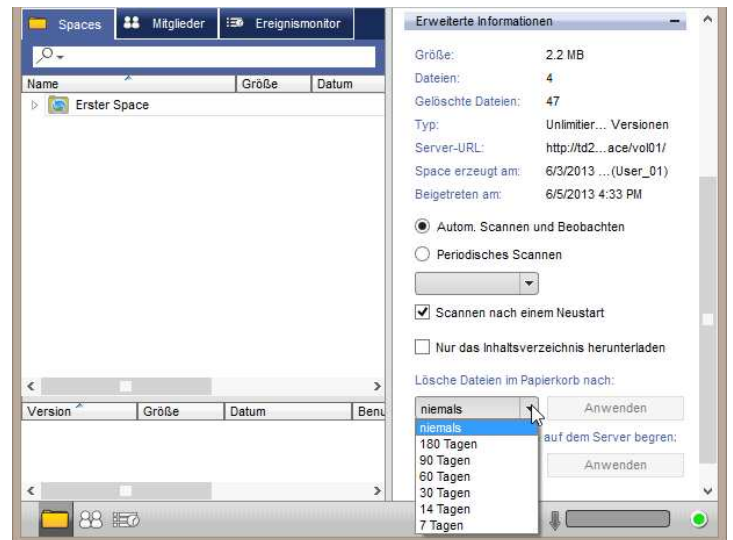 Spaces Mitglieder Ereignismonitor
Name Größe Datum
Erster Space
Version Größe Datum Benu
Erweiterte Informationen
Größe: 2.2 MB
Dateien: 4
Gelöschte Dateien: 47
Typ: Unlimitier... Versionen
Server-URL: http://td2...ace/vol01/
Space erzeugt am: 6/3/2013 ...(User_01)
Beigetreten am: 6/5/2013 4:33 PM
Autom. Scannen und Beobachten
Periodisches Scannen
Scannen nach einem Neustart
Nur das Inhaltsverzeichnis herunterladen
Lösche Dateien im Papierkorb nach:
niemals Anwenden
niemals
auf dem Server begren:
180 Tagen
90 Tagen
60 Tagen
Anwenden
30 Tagen
14 Tagen
7 Tagen